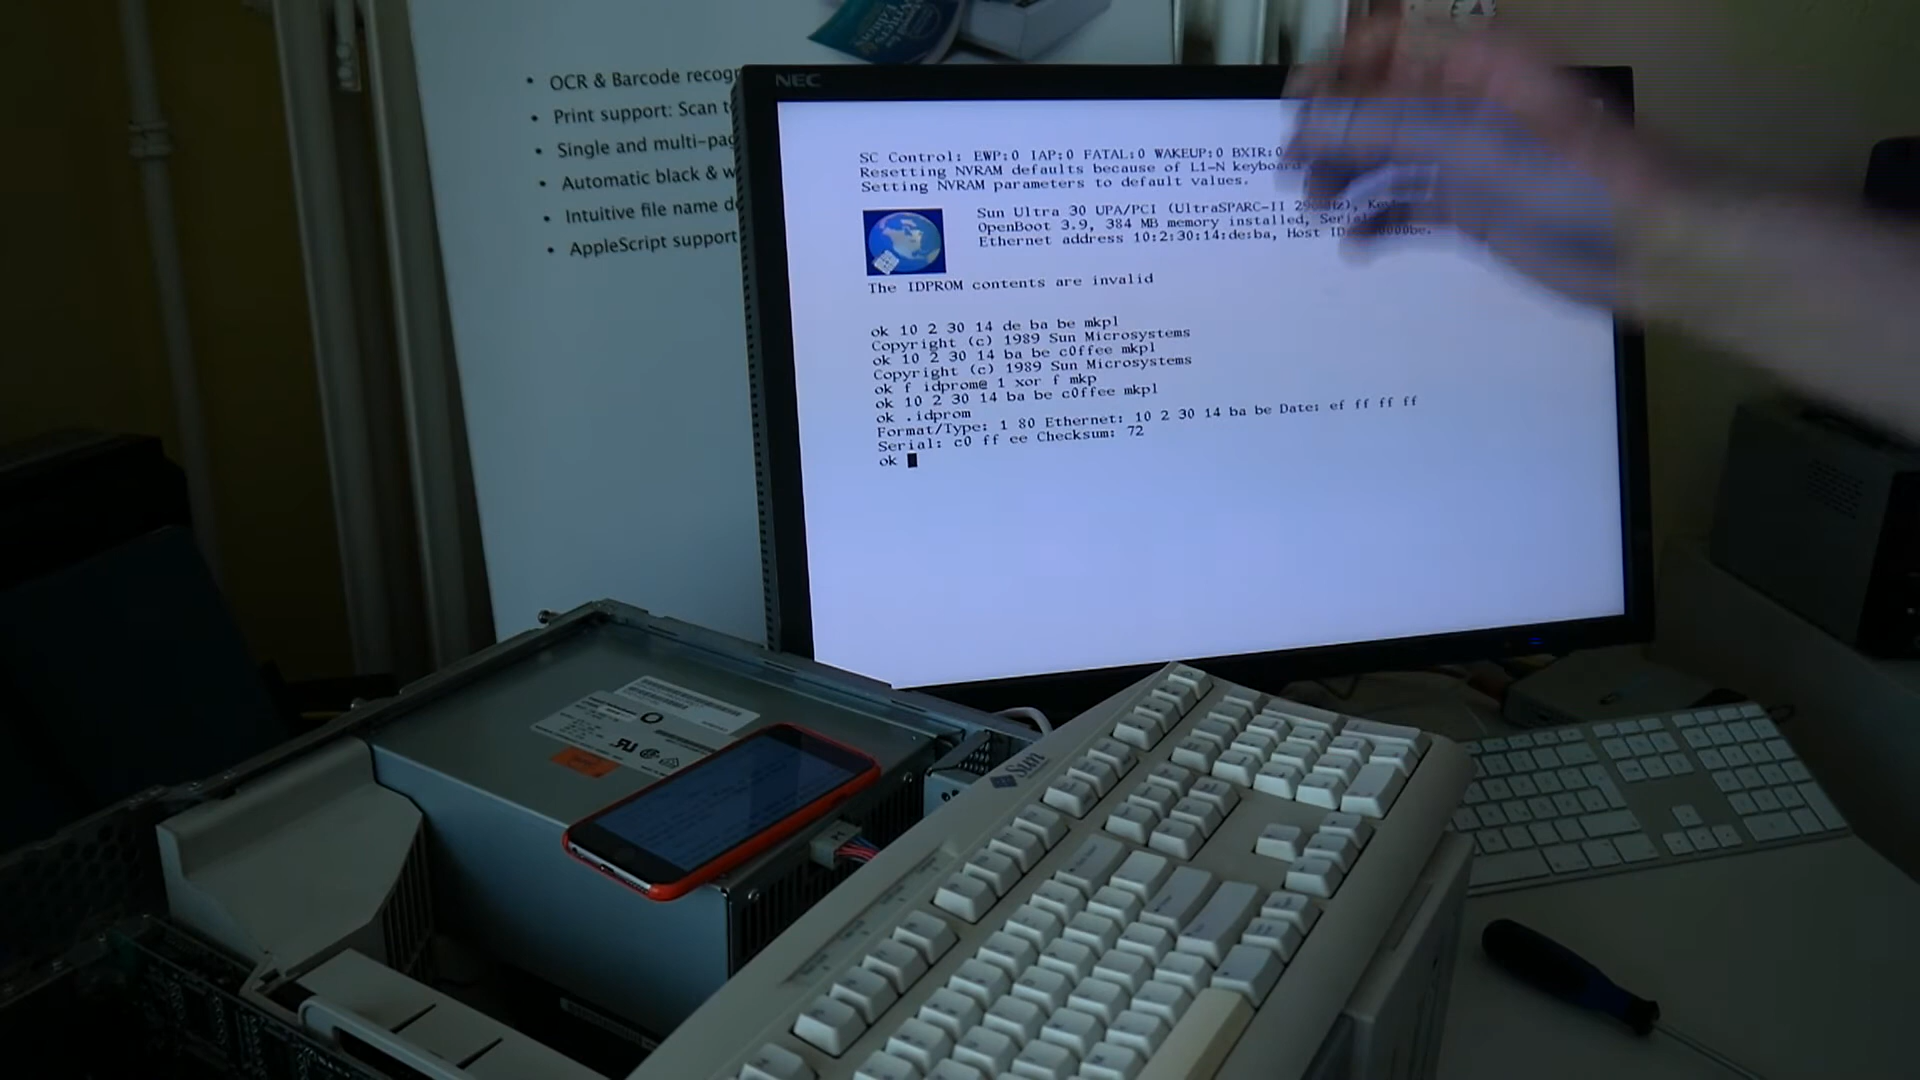 OCR & Barcode recog
Print support: Scan t
Single and multi-pag
Automatic black & w
Intuitive file name d
AppleScript support
NEC
SC Control: EWP:0 IAP:0 FATAL:0 WAKEUP:0 BXIR:0
Resetting NVRAM defaults because of L1-N keyboard
Setting NVRAM parameters to default values.
Sun Ultra 30 UPA/PCI (UltraSPARC-II
OpenBoot 3.9, 384 MB memory installed,
Ethernet address 10:2:30:14:de:ba, Host ID:
The IDPROM contents are invalid
ok 10 2 30 14 de ba be mkpl
Copyright (c) 1989 Sun Microsystems
ok 10 2 30 14 ba be c0ffee mkpl
Copyright (c) 1989 Sun Microsystems
ok f idprom@ 1 xor f mkp
ok 10 2 30 14 ba be c0ffee mkpl
ok .idprom
Format/Type: 1 80 Ethernet: 10 2 30 14 ba be Date: ef ff ff ff
Serial: c0 ff ee Checksum: 72
ok
Sun